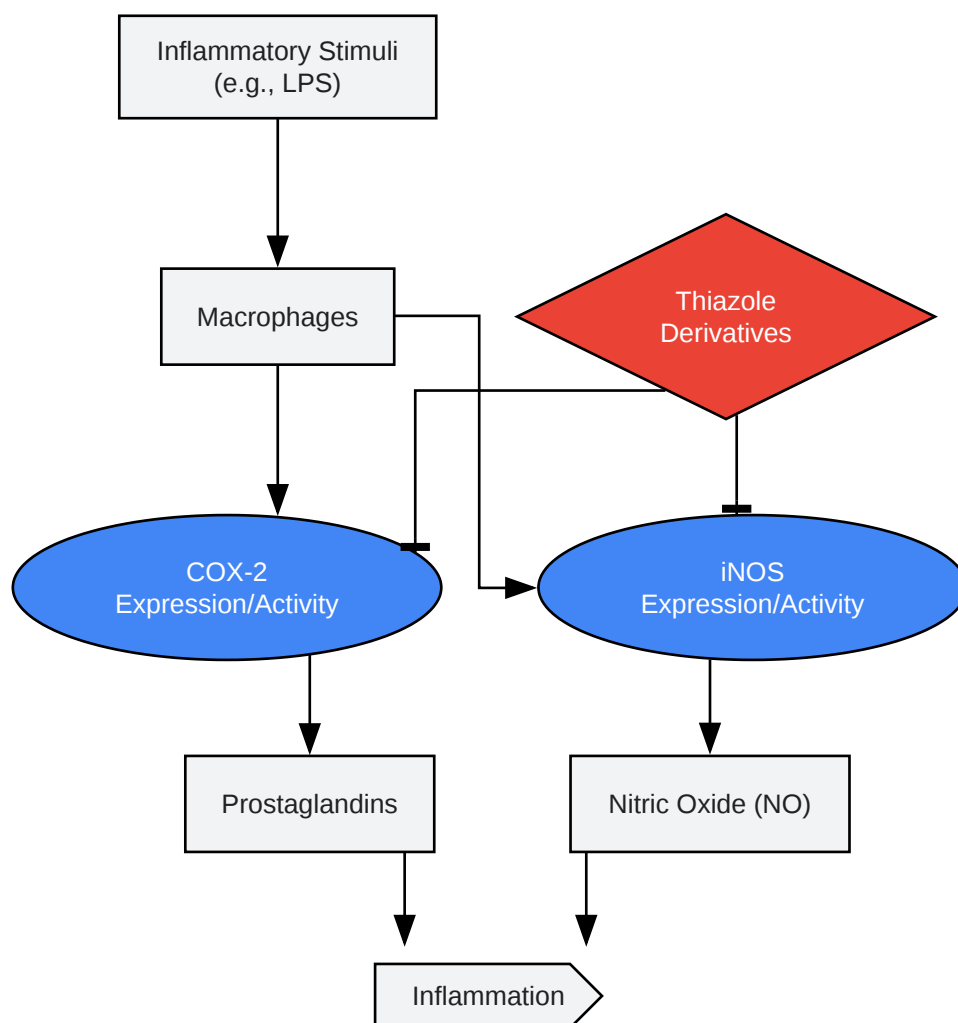 Inflammatory Stimuli
(e.g., LPS)
Macrophages
Thiazole
Derivatives
COX-2
Expression/Activity
iNOS
Expression/Activity
Prostaglandins
Nitric Oxide (NO)
Inflammation